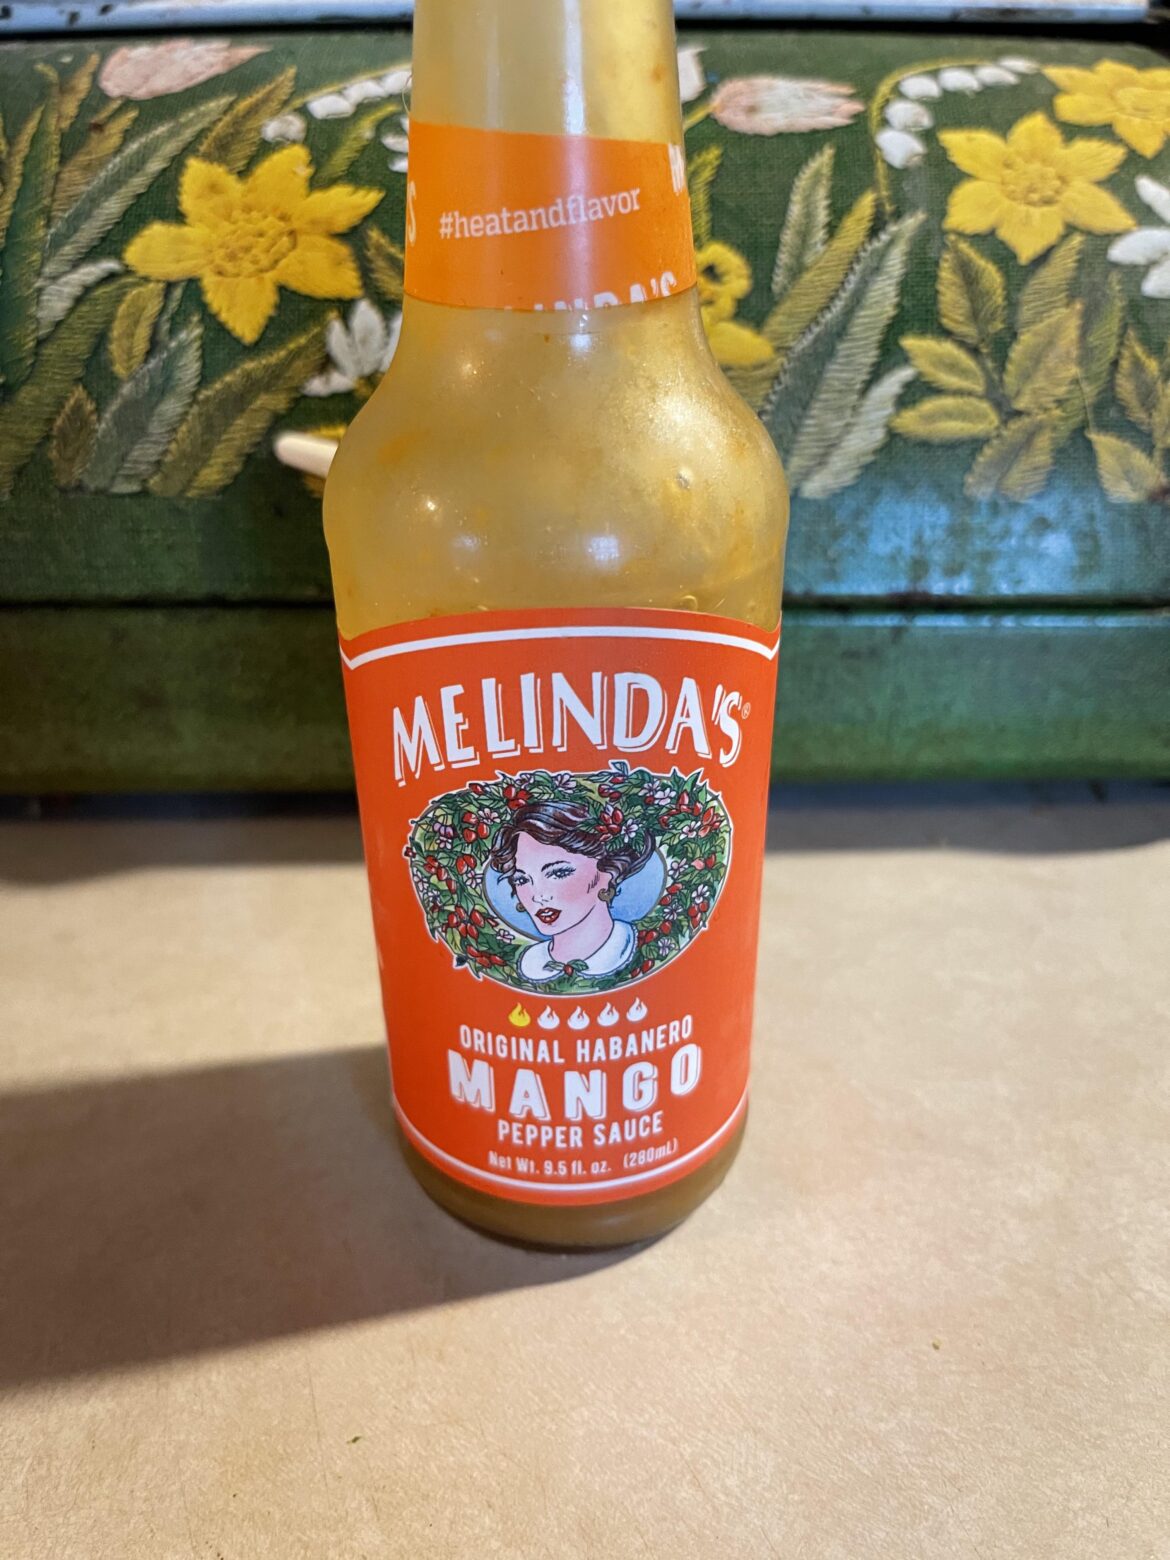 #heatandflavor
MELINDA'S®
ORIGINAL HABANERO
MANGO
PEPPER SAUCE
Net Wt. 9.5 fl. oz. (280mL)